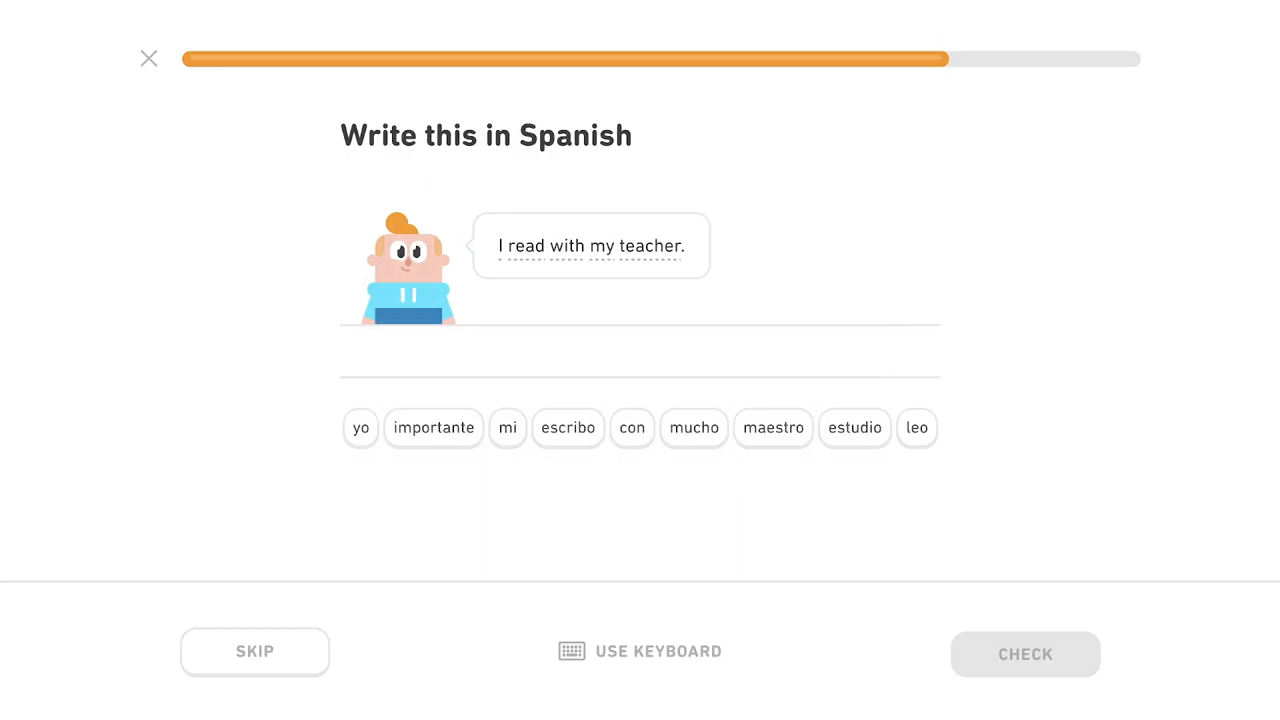 Write this in Spanish
I read with my teacher.
yo importante mi escribo con mucho maestro estudio leo
SKIP USE KEYBOARD CHECK